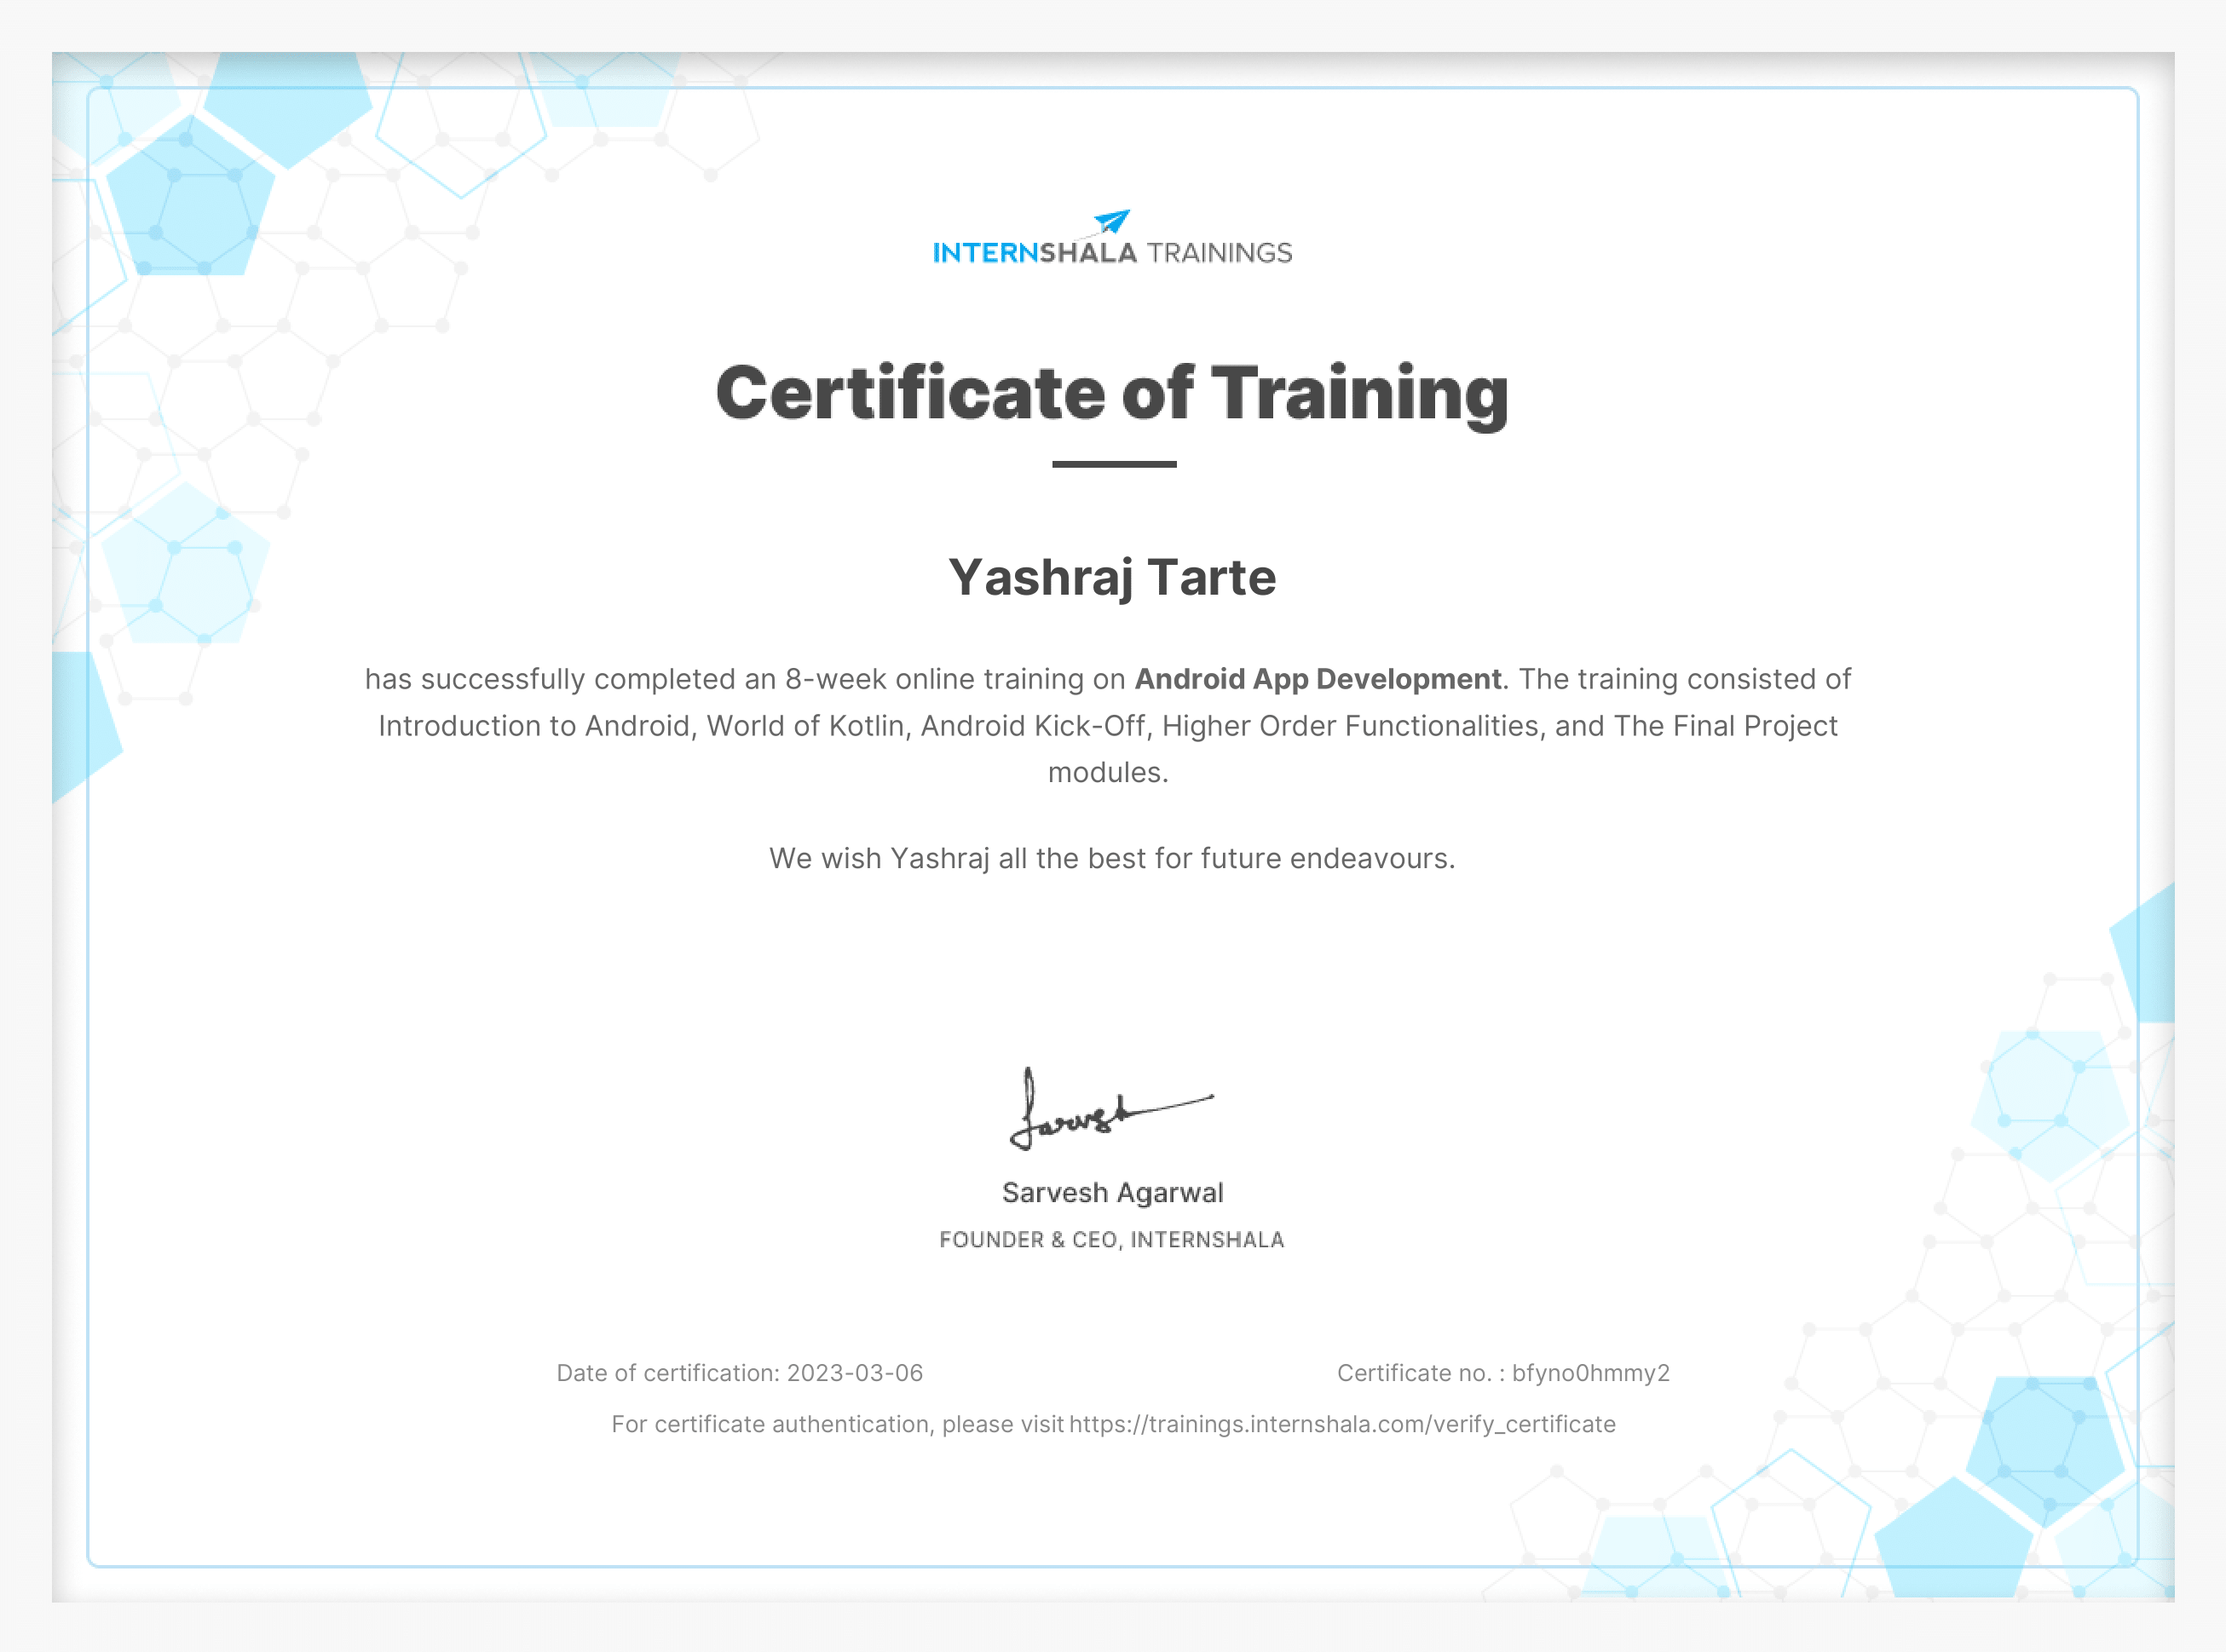 INTERNSHALA TRAININGS
Certificate of Training
Yashraj Tarte
has successfully completed an 8-week online training on Android App Development. The training consisted of
Introduction to Android, World of Kotlin, Android Kick-Off, Higher Order Functionalities, and The Final Project
modules.
We wish Yashraj all the best for future endeavours.
Sarvesh
Sarvesh Agarwal
FOUNDER & CEO, INTERNSHALA
Date of certification: 2023-03-06
Certificate no. : bfyno0hmmy2
For certificate authentication, please visit https://trainings.internshala.com/verify_certificate